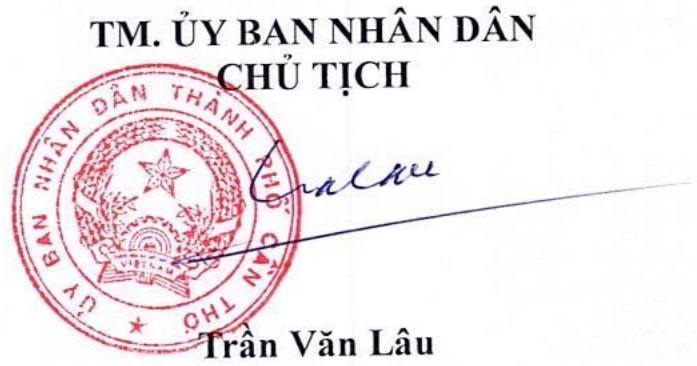 TM. ỦY BAN NHÂN DÂN
CHỦ TỊCH
ỦY BAN NHÂN DÂN THÀNH PHỐ CẦN THƠ
VIỆT NAM
Trần Văn Lâu